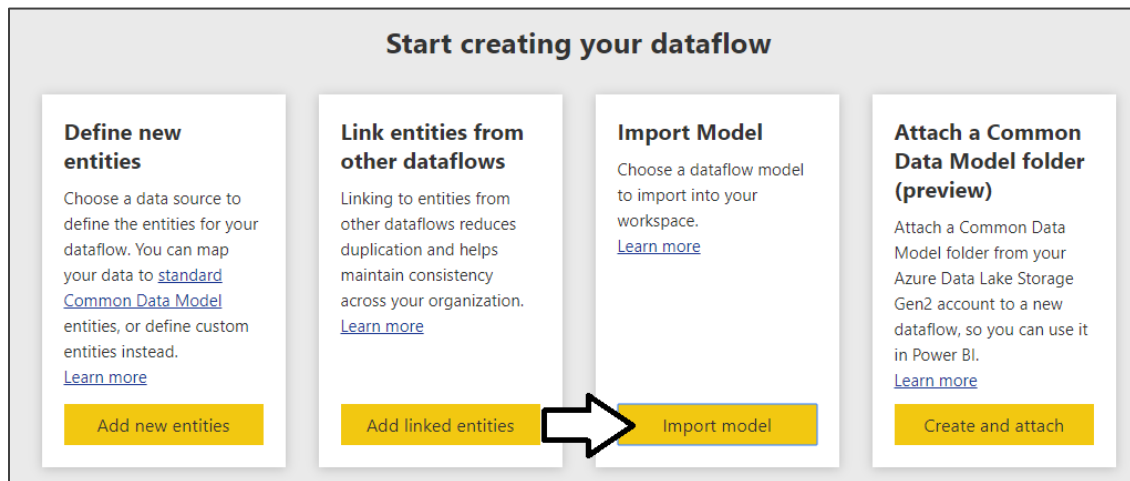 Start creating your dataflow
Define new
entities
Choose a data source to
define the entities for your
dataflow. You can map
your data to standard
Common Data Model
entities, or define custom
entities instead.
Learn more
Add new entities
Link entities from
other dataflows
Linking to entities from
other dataflows reduces
duplication and helps
maintain consistency
across your organization.
Learn more
Add linked entities
Import Model
Choose a dataflow model
to import into your
workspace.
Learn more
Import model
Attach a Common
Data Model folder
(preview)
Attach a Common Data
Model folder from your
Azure Data Lake Storage
Gen2 account to a new
dataflow, so you can use it
in Power BI.
Learn more
Create and attach